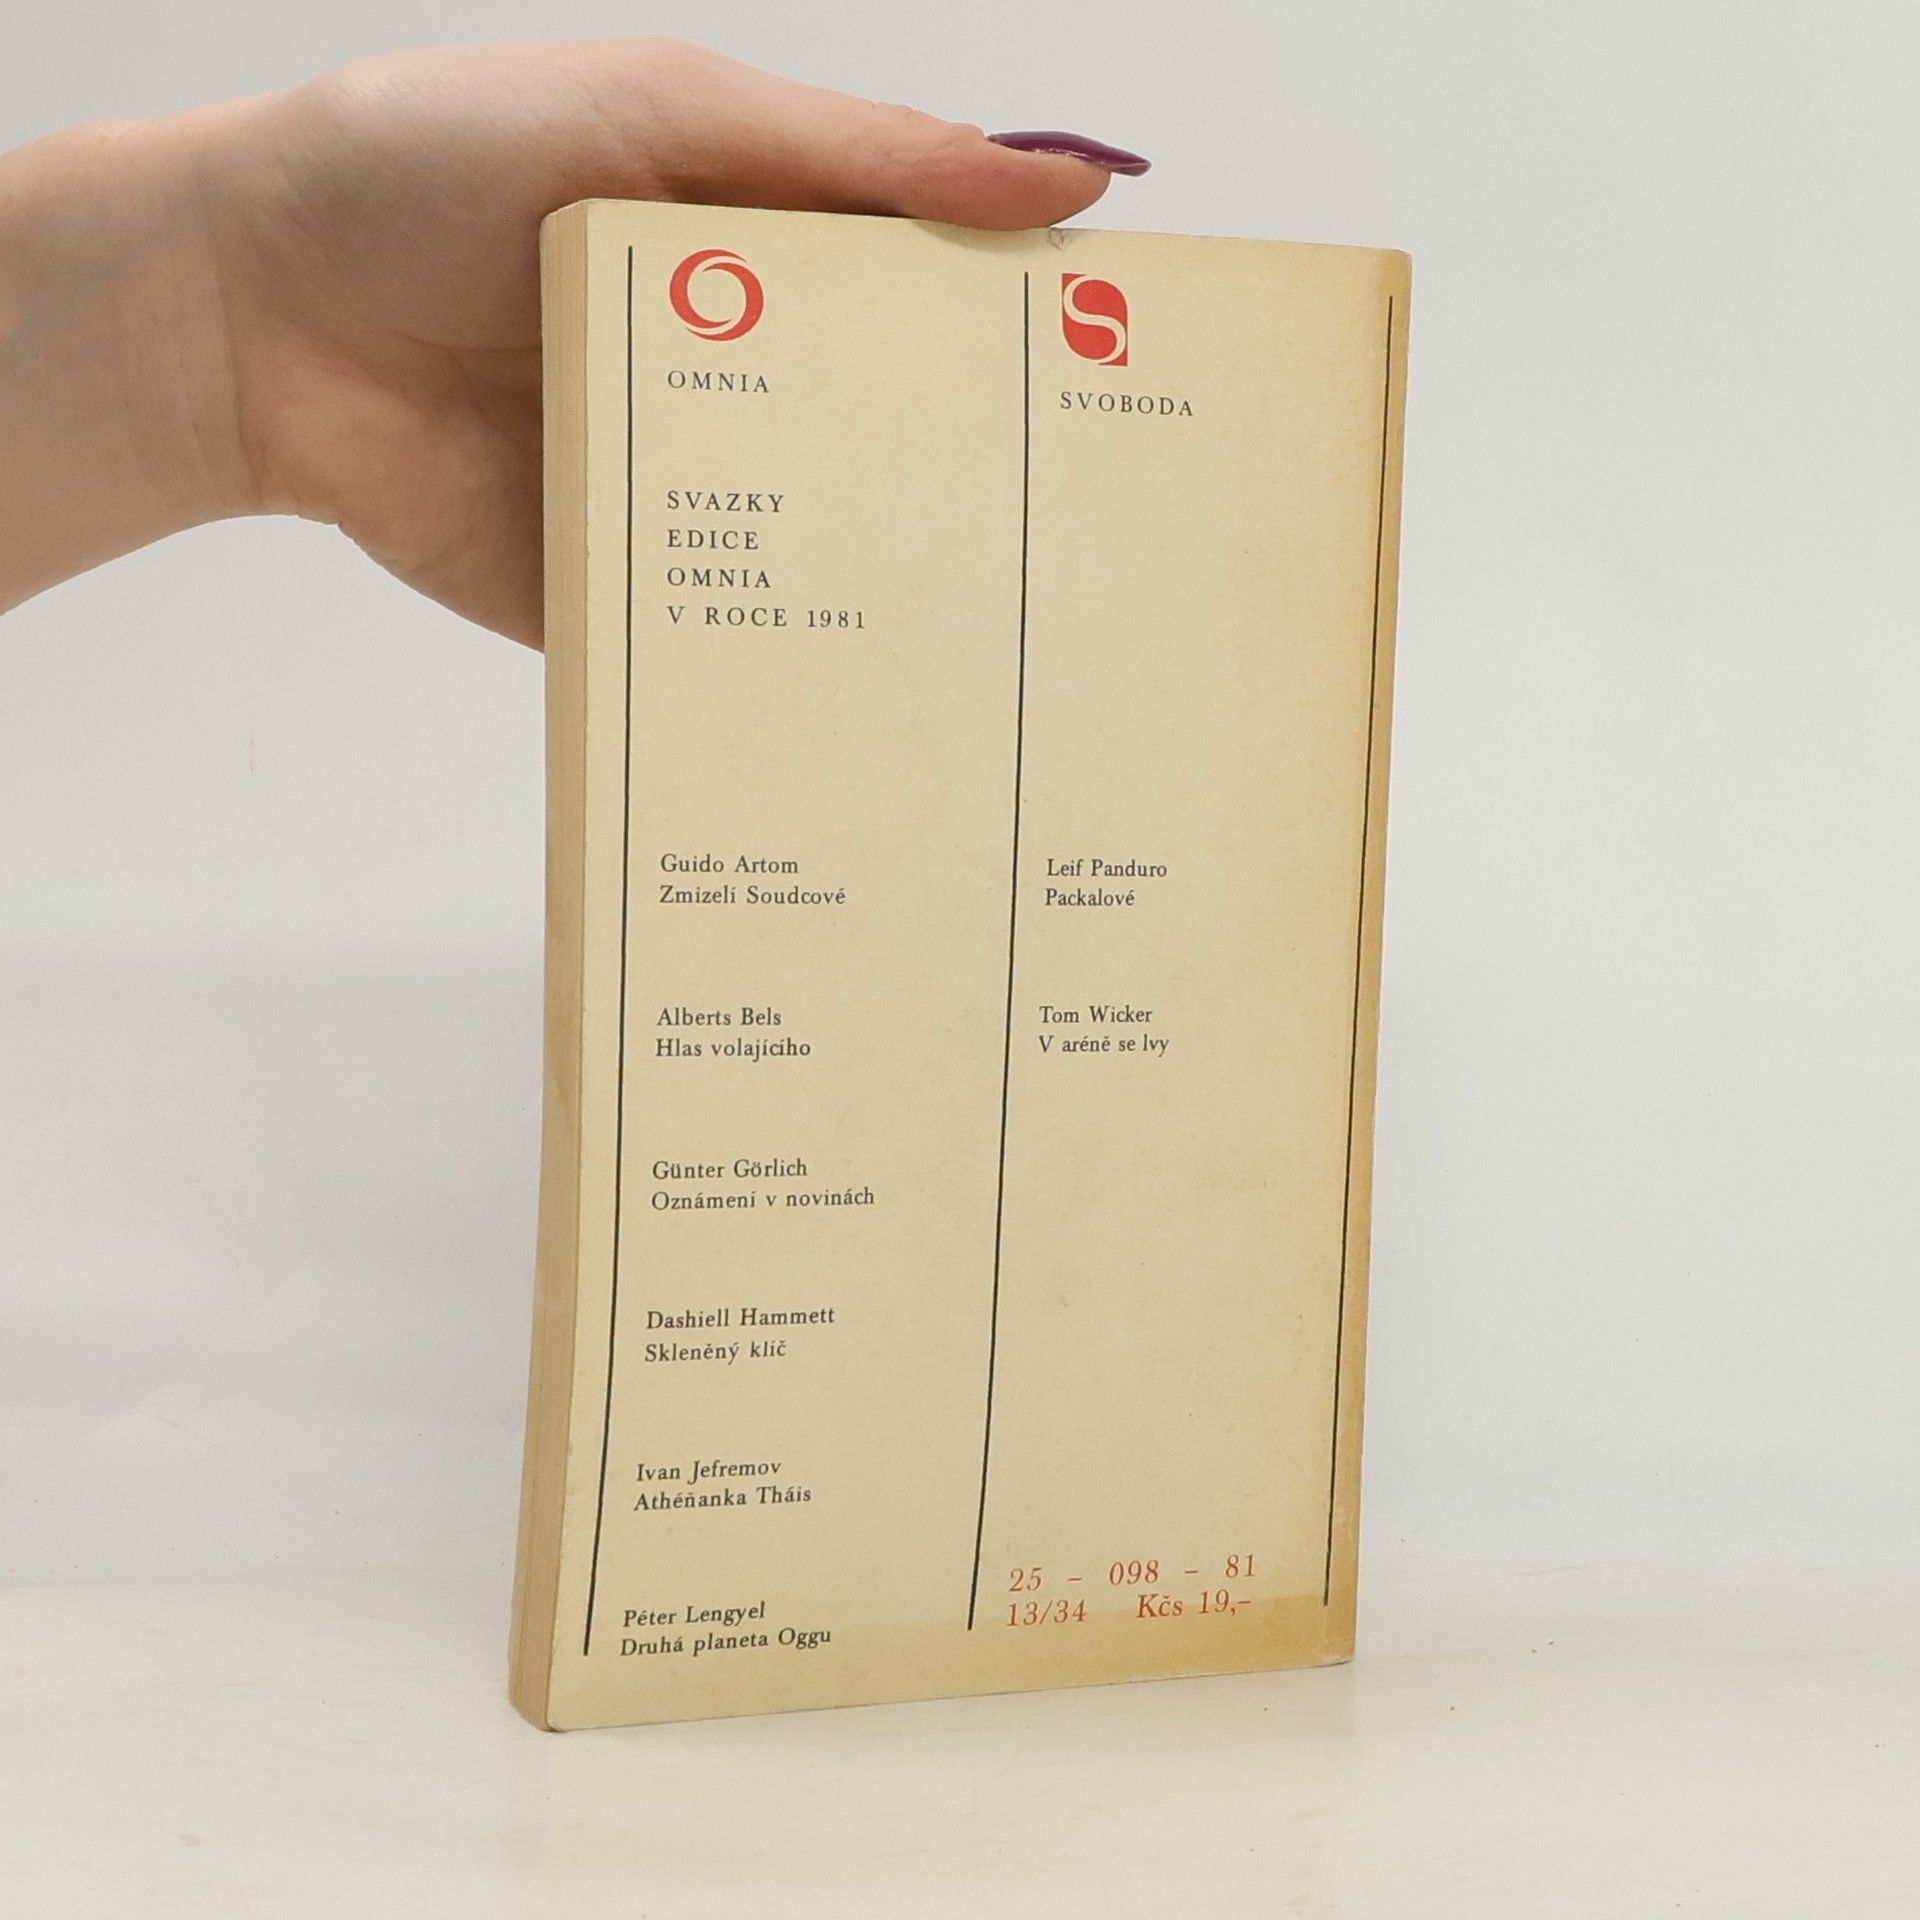 OMNIA
SVAZKY
EDICE
OMNIA
V ROCE 1981
Guido Artom
Zmizelí Soudcové
Alberts Bels
Hlas volajícího
Günter Görlich
Oznámení v novinách
Dashiell Hammett
Skleněný klíč
Ivan Jefremov
Athéňanka Tháis
Péter Lengyel
Druhá planeta Oggu
SVOBODA
Leif Panduro
Packalové
Tom Wicker
V aréně se lvy
25 – 098 – 81
13/34 Kčs 19,–